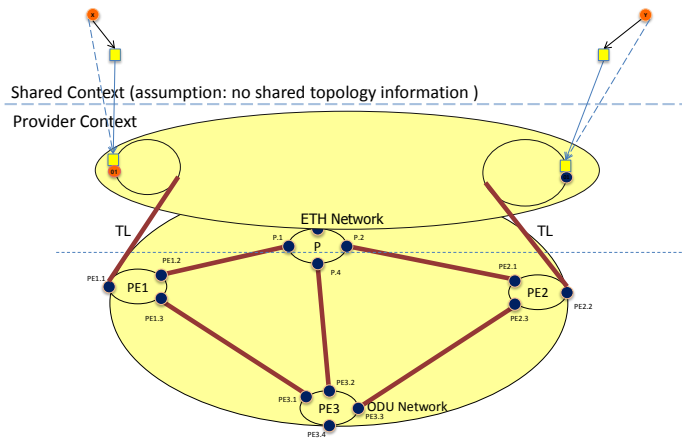 X
Y
Shared Context (assumption: no shared topology information )
Provider Context
01
ETH Network
TL
TL
P.1
P.2
P
PE1.2
P.4
PE2.1
PE1.1
PE1
PE2
PE2.2
PE1.3
PE2.3
PE3.2
PE3.1
PE3
ODU Network
PE3.3
PE3.4